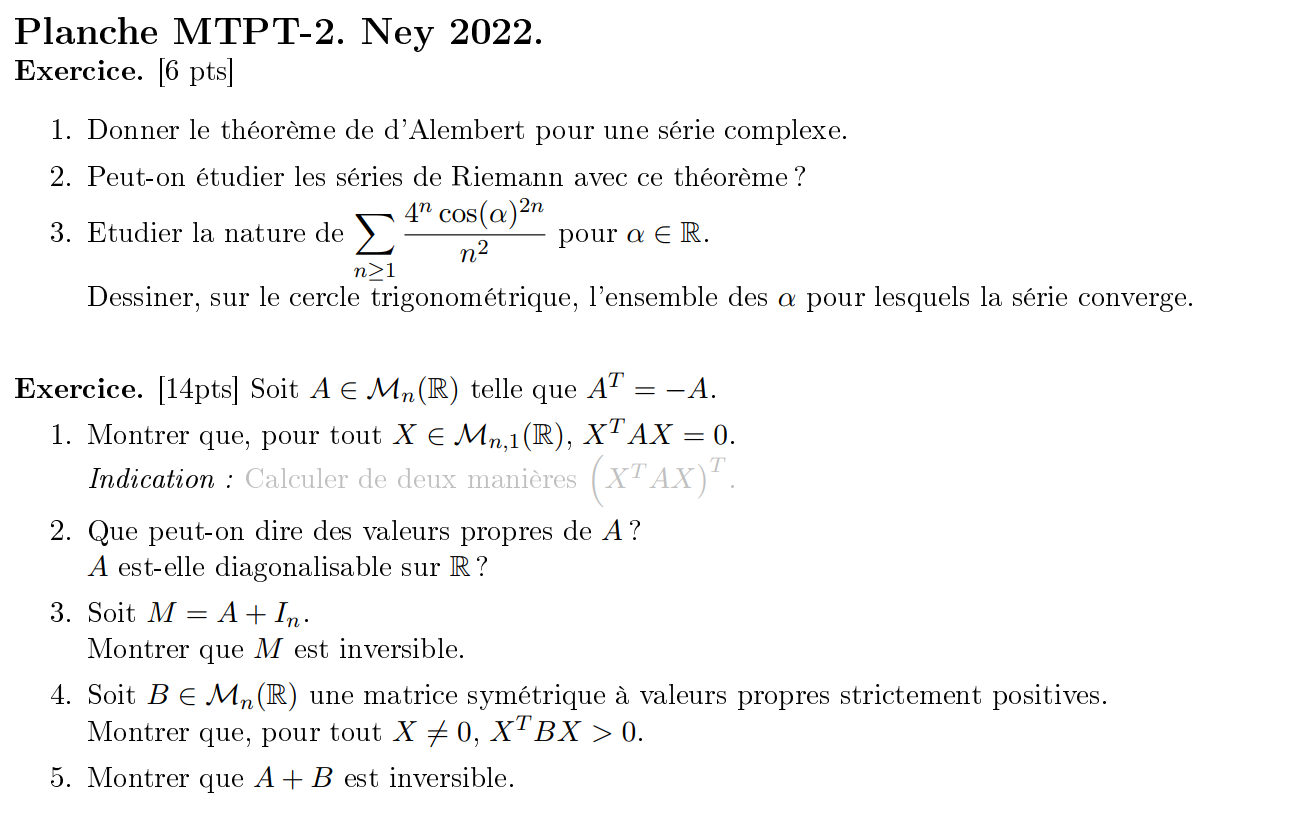 Planche MTPT-2. Ney 2022.
Exercice. [6 pts]
1. Donner le théorème de d'Alembert pour une série complexe.
2. Peut-on étudier les séries de Riemann avec ce théorème ?
3. Etudier la nature de $\sum_{n \geq 1} \frac{4^n \cos(\alpha)^{2n}}{n^2}$ pour $\alpha \in \mathbb{R}$.
Dessiner, sur le cercle trigonométrique, l'ensemble des $\alpha$ pour lesquels la série converge.
Exercice. [14pts] Soit $A \in \mathcal{M}_n(\mathbb{R})$ telle que $A^T = -A$.
1. Montrer que, pour tout $X \in \mathcal{M}_{n,1}(\mathbb{R})$, $X^T A X = 0$.
Indication : Calculer de deux manières $\left(X^T A X\right)^T$.
2. Que peut-on dire des valeurs propres de $A$ ?
$A$ est-elle diagonalisable sur $\mathbb{R}$ ?
3. Soit $M = A + I_n$.
Montrer que $M$ est inversible.
4. Soit $B \in \mathcal{M}_n(\mathbb{R})$ une matrice symétrique à valeurs propres strictement positives.
Montrer que, pour tout $X \neq 0$, $X^T B X > 0$.
5. Montrer que $A + B$ est inversible.